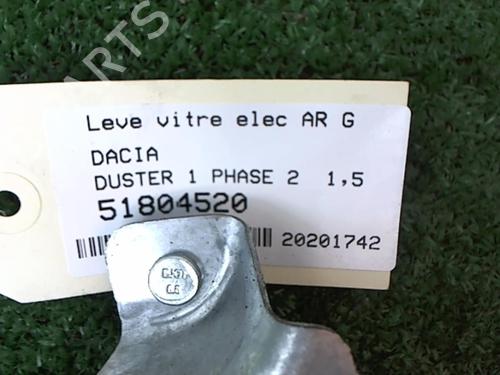 Leve vitre elec AR G
DACIA
DUSTER 1 PHASE 2 1,5
51804520
20201742